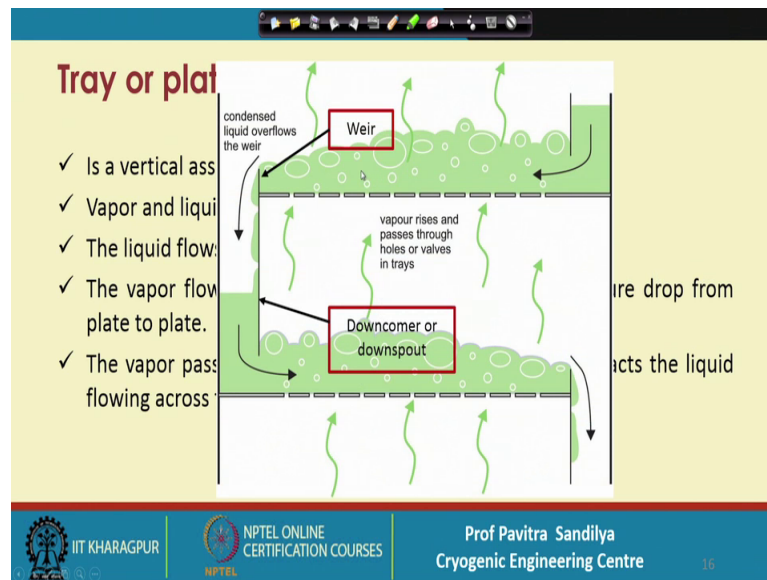 Tray or plat
✓ Is a vertical ass
✓ Vapor and liqui
✓ The liquid flows
✓ The vapor flow ure drop from
plate to plate.
✓ The vapor pass acts the liquid
flowing across
condensed
liquid overflows
the weir
Weir
vapour rises and
passes through
holes or valves
in trays
Downcomer or
downspout
IIT KHARAGPUR
NPTEL
NPTEL ONLINE
CERTIFICATION COURSES
Prof Pavitra Sandilya
Cryogenic Engineering Centre
16